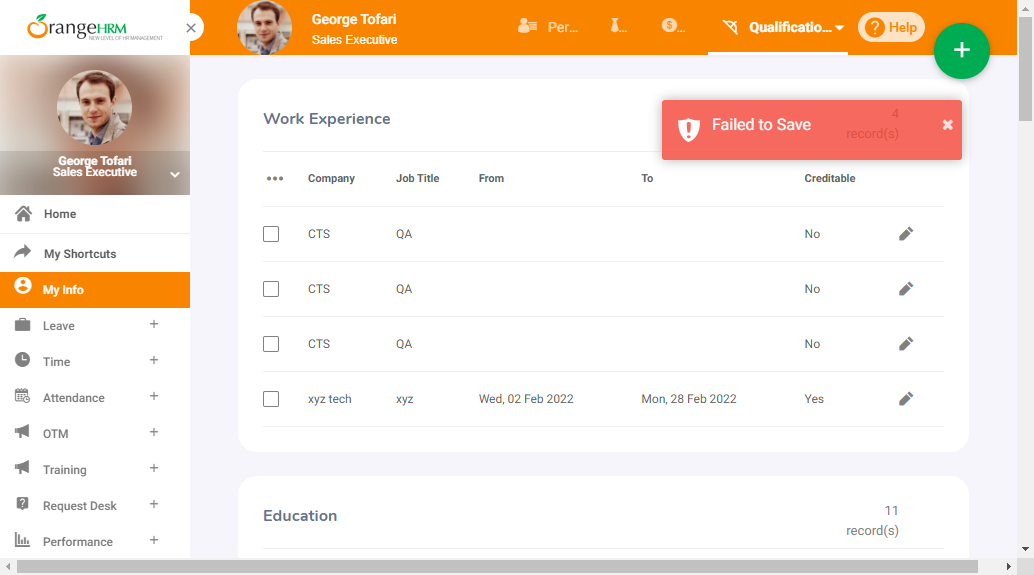 OrangeHRM
NEW LEVEL OF HR MANAGEMENT
George Tofari
Sales Executive
Home
My Shortcuts
My Info
Leave
Time
Attendance
OTM
Training
Request Desk
Performance
George Tofari
Sales Executive
Per...
...
...
Qualificatio...
Help
Failed to Save
Work Experience
4
record(s)
Company Job Title From To Creditable
CTS QA No
CTS QA No
CTS QA No
xyz tech xyz Wed, 02 Feb 2022 Mon, 28 Feb 2022 Yes
Education
11
record(s)